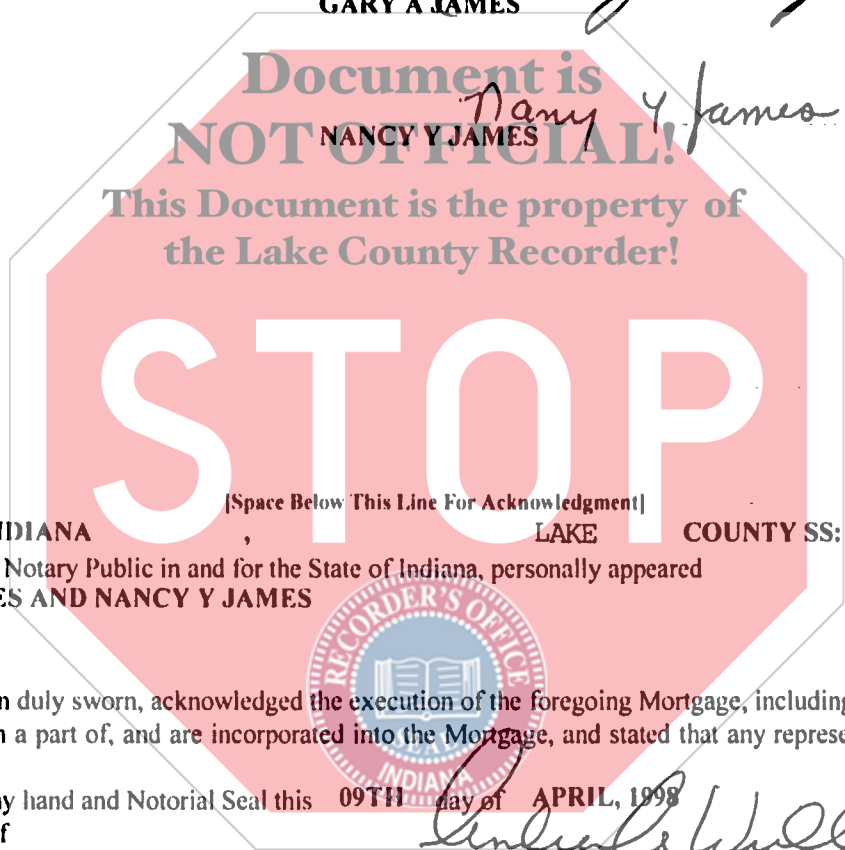 GARY A JAMES
Document is
Nancy Y James
NOT OFFICIAL!
NANCY Y JAMES
This Document is the property of
the Lake County Recorder!
STOP
[Space Below This Line For Acknowledgment]
NDIANA , LAKE COUNTY SS:
Notary Public in and for the State of Indiana, personally appeared
ES AND NANCY Y JAMES
RECORDER'S OFFICE
n duly sworn, acknowledged the execution of the foregoing Mortgage, including
n a part of, and are incorporated into the Mortgage, and stated that any represe
SEAL
INDIANA
y hand and Notorial Seal this 09TH day of APRIL, 1998
f